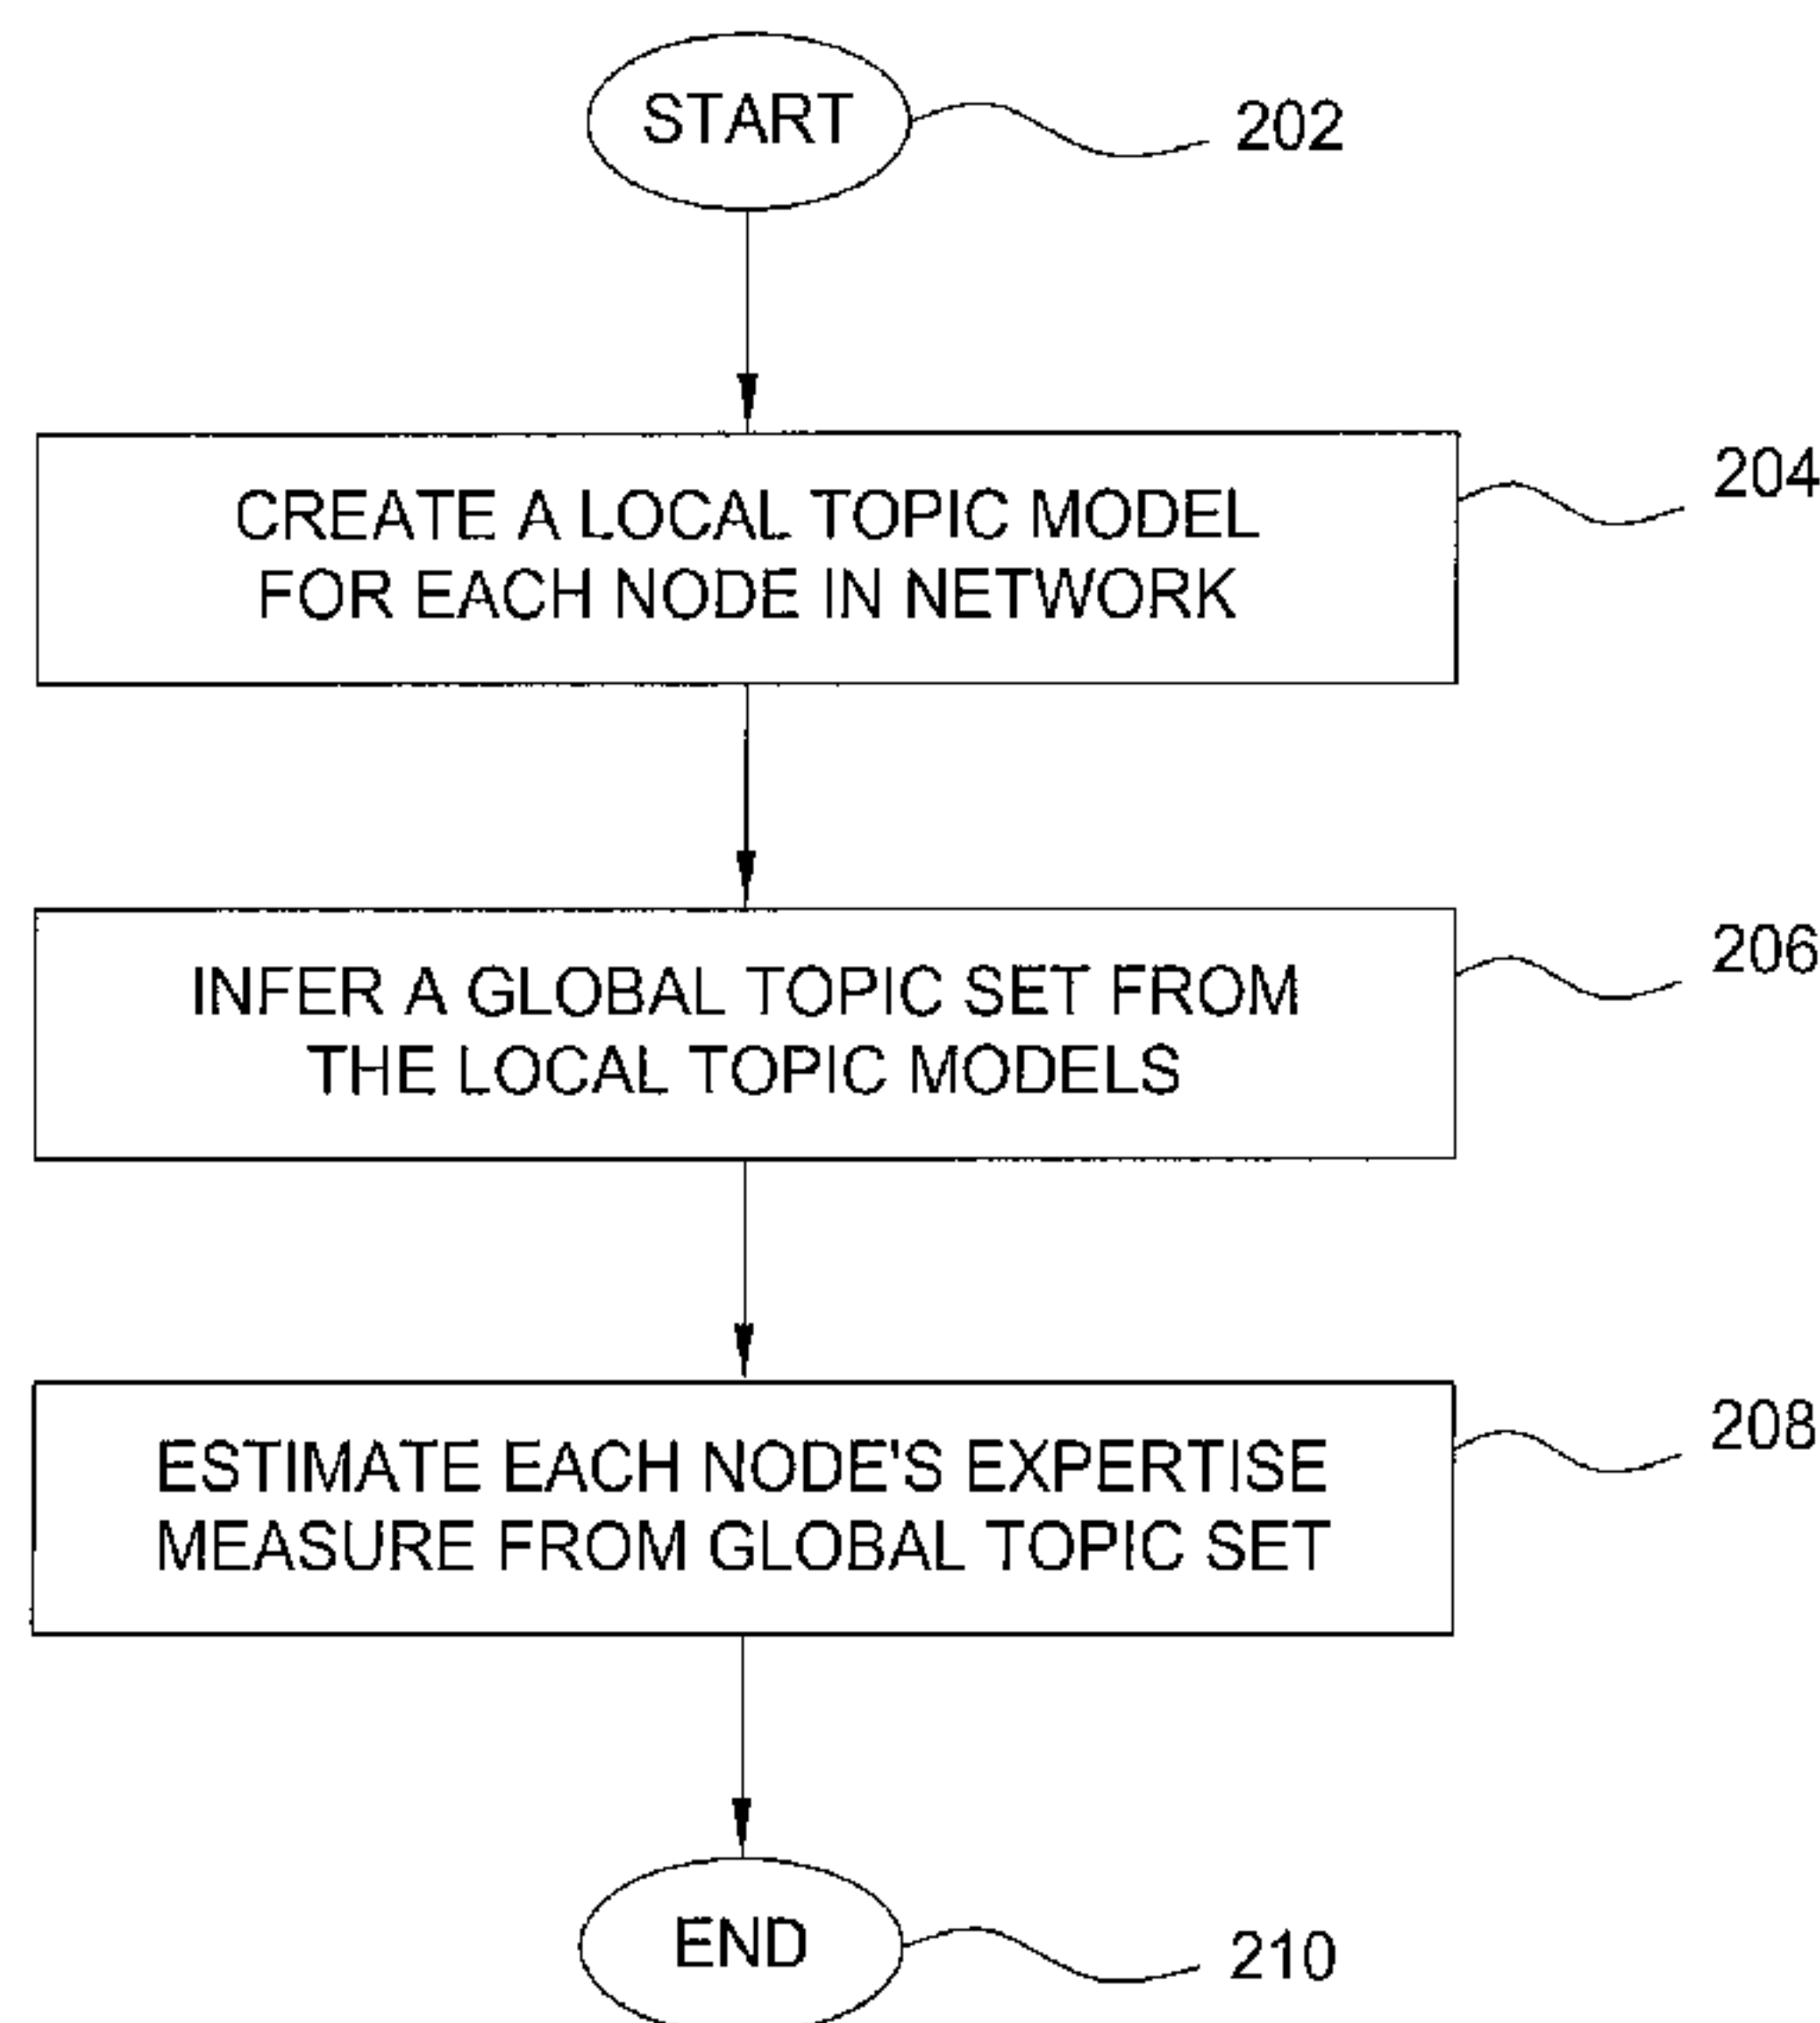 START
202
CREATE A LOCAL TOPIC MODEL
FOR EACH NODE IN NETWORK
204
INFER A GLOBAL TOPIC SET FROM
THE LOCAL TOPIC MODELS
206
ESTIMATE EACH NODE'S EXPERTISE
MEASURE FROM GLOBAL TOPIC SET
208
END
210